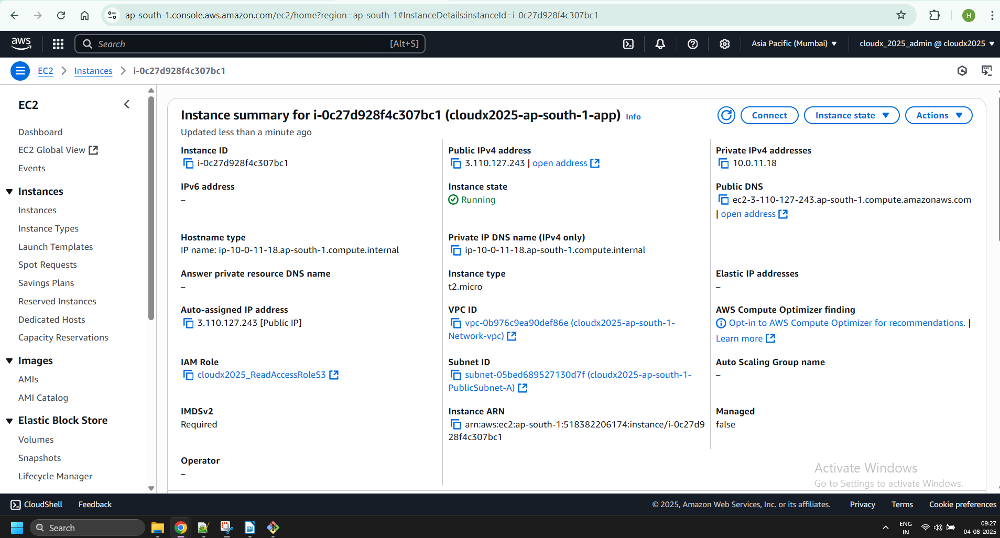 ap-south-1.console.aws.amazon.com/ec2/home?region=ap-south-1#InstanceDetails:instanceId=i-0c27d928f4c307bc1
H
aws
Search [Alt+S]
Asia Pacific (Mumbai)
cloudx_2025_admin @ cloudx2025
EC2 Instances i-0c27d928f4c307bc1
EC2
Dashboard
EC2 Global View
Events
Instances
Instances
Instance Types
Launch Templates
Spot Requests
Savings Plans
Reserved Instances
Dedicated Hosts
Capacity Reservations
Images
AMIs
AMI Catalog
Elastic Block Store
Volumes
Snapshots
Lifecycle Manager
Instance summary for i-0c27d928f4c307bc1 (cloudx2025-ap-south-1-app) Info
Updated less than a minute ago
Connect
Instance state
Actions
Instance ID
i-0c27d928f4c307bc1
Public IPv4 address
3.110.127.243 | open address
Private IPv4 addresses
10.0.11.18
IPv6 address
–
Instance state
Running
Public DNS
ec2-3-110-127-243.ap-south-1.compute.amazonaws.com
| open address
Hostname type
IP name: ip-10-0-11-18.ap-south-1.compute.internal
Private IP DNS name (IPv4 only)
ip-10-0-11-18.ap-south-1.compute.internal
Answer private resource DNS name
–
Instance type
t2.micro
Elastic IP addresses
–
Auto-assigned IP address
3.110.127.243 [Public IP]
VPC ID
vpc-0b976c9ea90def86e (cloudx2025-ap-south-1-
Network-vpc)
AWS Compute Optimizer finding
Opt-in to AWS Compute Optimizer for recommendations. |
Learn more
IAM Role
cloudx2025_ReadAccessRoleS3
Subnet ID
subnet-05bed689527130d7f (cloudx2025-ap-south-1-
PublicSubnet-A)
Auto Scaling Group name
–
IMDSv2
Required
Instance ARN
arn:aws:ec2:ap-south-1:518382206174:instance/i-0c27d9
28f4c307bc1
Managed
false
Operator
–
Activate Windows
Go to Settings to activate Windows.
CloudShell Feedback
© 2025, Amazon Web Services, Inc. or its affiliates. Privacy Terms Cookie preferences
Search
ENG
IN
09:27
04-08-2025